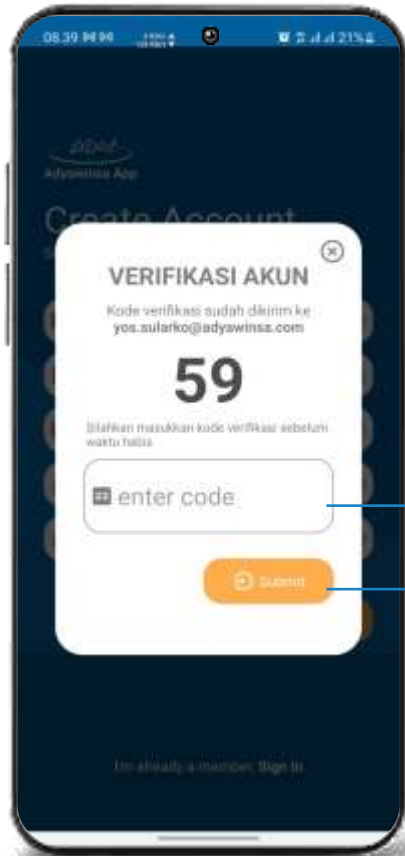 08.39
21%
Adyawinsa App
Create Account
VERIFIKASI AKUN
Kode verifikasi sudah dikirim ke
yos.sularko@adyawinsa.com
59
Silahkan masukkan kode verifikasi sebelum
waktu habis
enter code
Submit
I'm already a member, Sign In